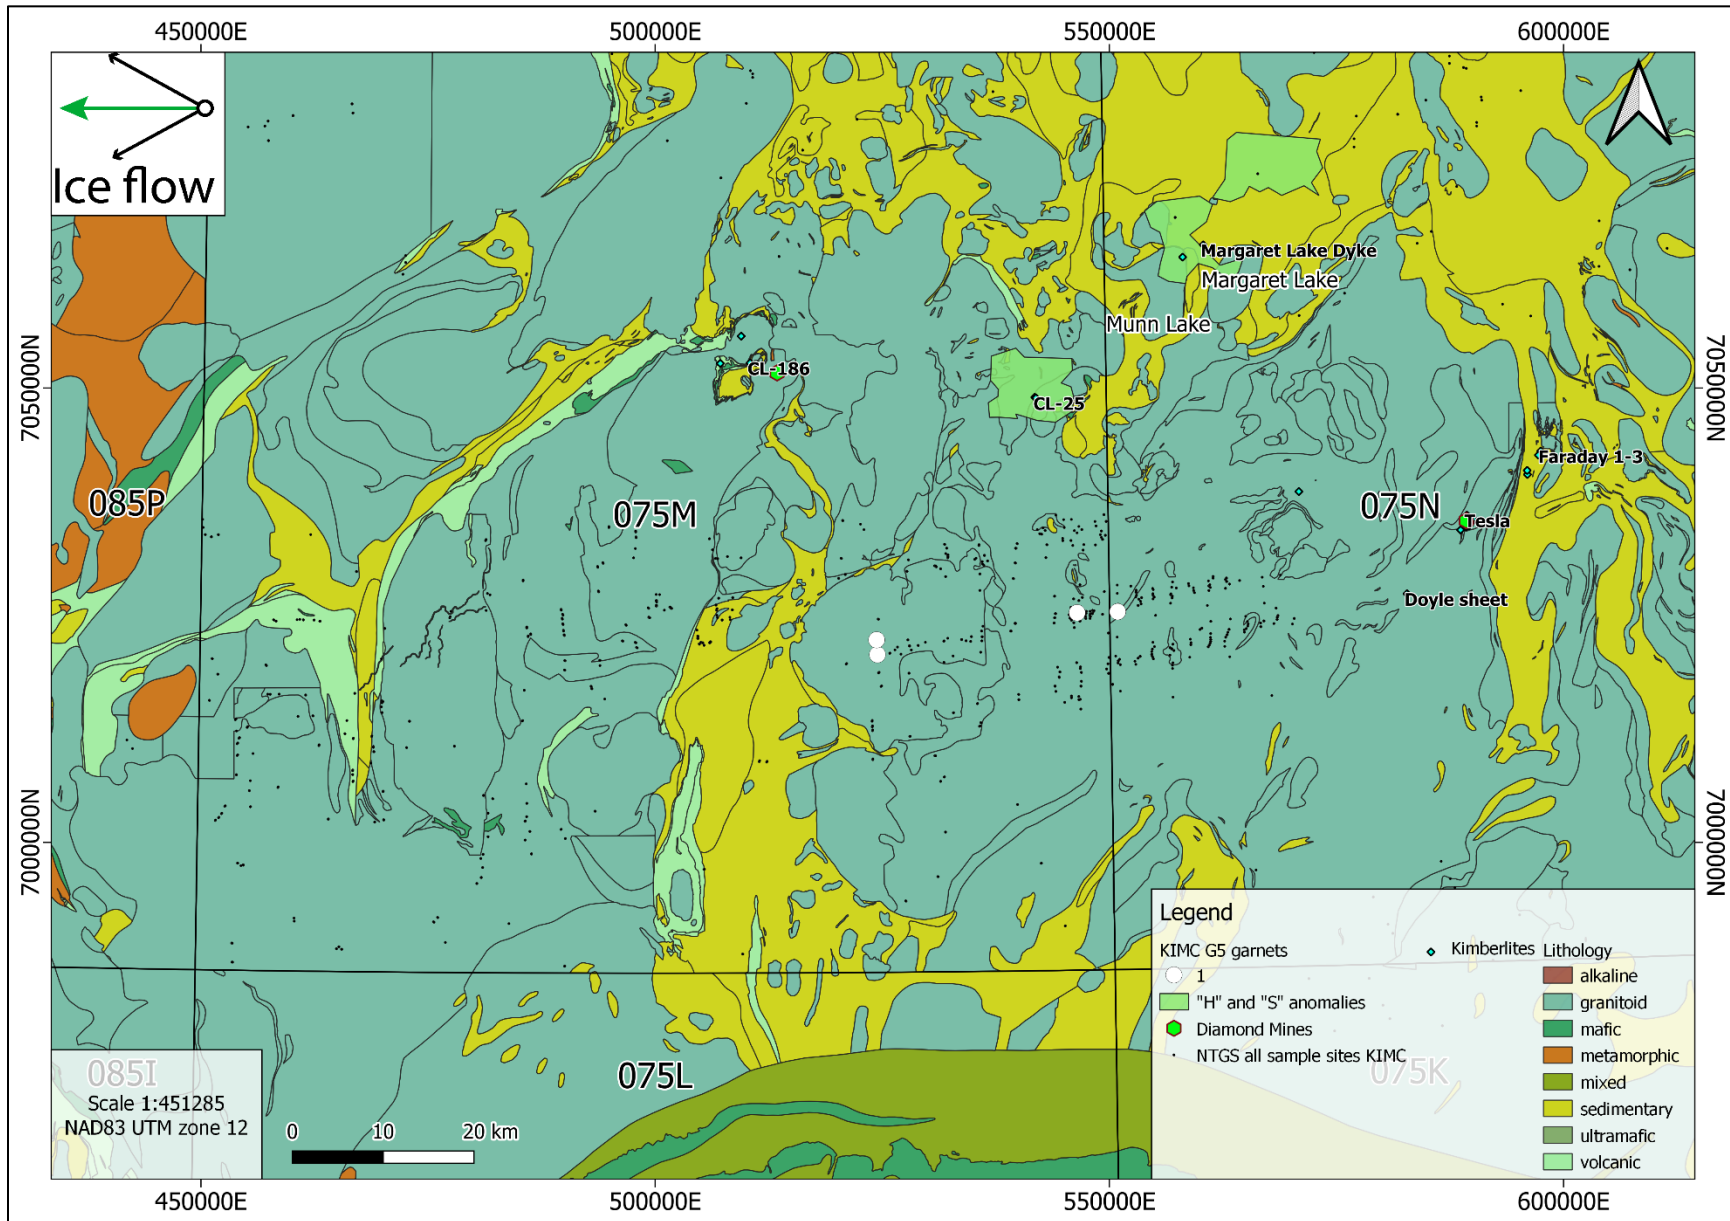 450000E 500000E 550000E 600000E
Ice flow
Margaret Lake Dyke
Margaret Lake
Munn Lake
CL-186
7050000N 7050000N
CL-25
Faraday 1-3
085P 075M 075N
Tesla
Doyle sheet
7000000N 7000000N
Legend
KIMC G5 garnets
1
"H" and "S" anomalies
Diamond Mines
NTGS all sample sites KIMC
Kimberlites
Lithology
alkaline
granitoid
mafic
metamorphic
mixed
sedimentary
ultramafic
volcanic
085I 075L 075K
Scale 1:451285
NAD83 UTM zone 12
0 10 20 km
450000E 500000E 550000E 600000E